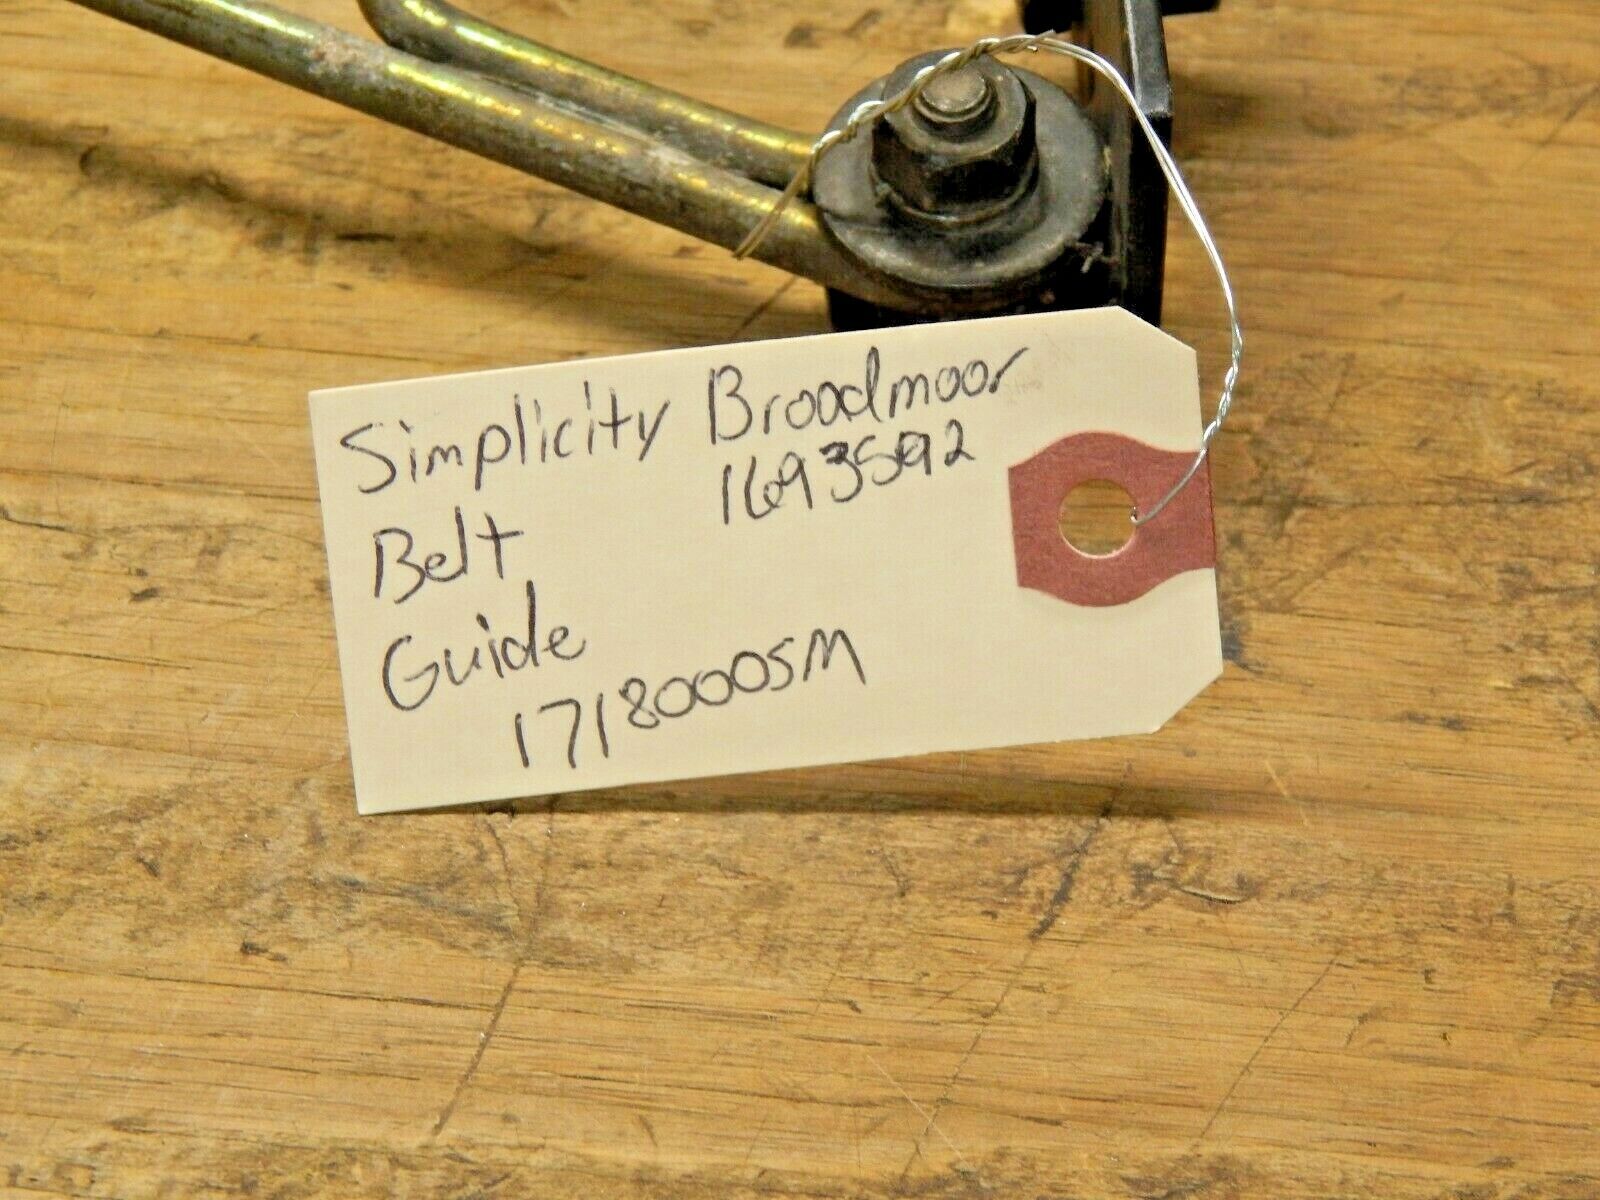 Simplicity Broadmoor
1693592
Belt
Guide
1718000SM